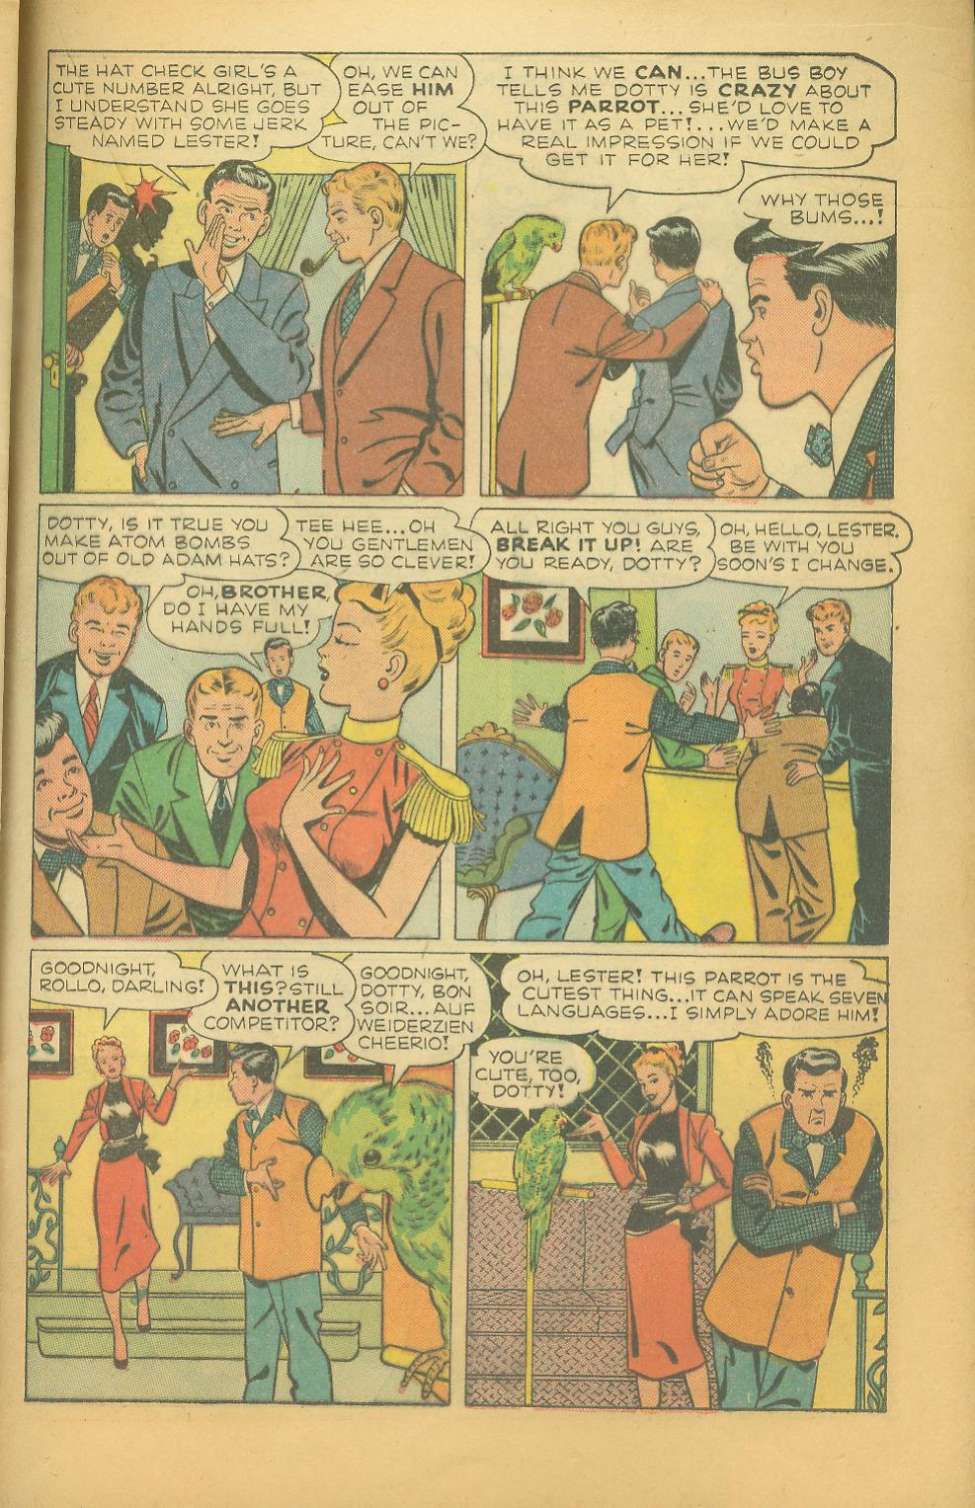 THE HAT CHECK GIRL'S A
CUTE NUMBER ALRIGHT, BUT
I UNDERSTAND SHE GOES
STEADY WITH SOME JERK
NAMED LESTER!
OH, WE CAN
EASE HIM
OUT OF
THE PIC-
TURE, CAN'T WE?
I THINK WE CAN...THE BUS BOY
TELLS ME DOTTY IS CRAZY ABOUT
THIS PARROT...SHE'D LOVE TO
HAVE IT AS A PET!...WE'D MAKE A
REAL IMPRESSION IF WE COULD
GET IT FOR HER!
WHY THOSE
BUMS...!
DOTTY, IS IT TRUE YOU
MAKE ATOM BOMBS
OUT OF OLD ADAM HATS?
TEE HEE...OH
YOU GENTLEMEN
ARE SO CLEVER!
OH, BROTHER,
DO I HAVE MY
HANDS FULL!
ALL RIGHT YOU GUYS,
BREAK IT UP! ARE
YOU READY, DOTTY?
OH, HELLO, LESTER.
BE WITH YOU
SOON'S I CHANGE.
GOODNIGHT,
ROLLO, DARLING!
WHAT IS
THIS? STILL
ANOTHER
COMPETITOR?
GOODNIGHT,
DOTTY, BON
SOIR...AUF
WEIDERZIEN
CHEERIO!
OH, LESTER! THIS PARROT IS THE
CUTEST THING...IT CAN SPEAK SEVEN
LANGUAGES...I SIMPLY ADORE HIM!
YOU'RE
CUTE, TOO,
DOTTY!